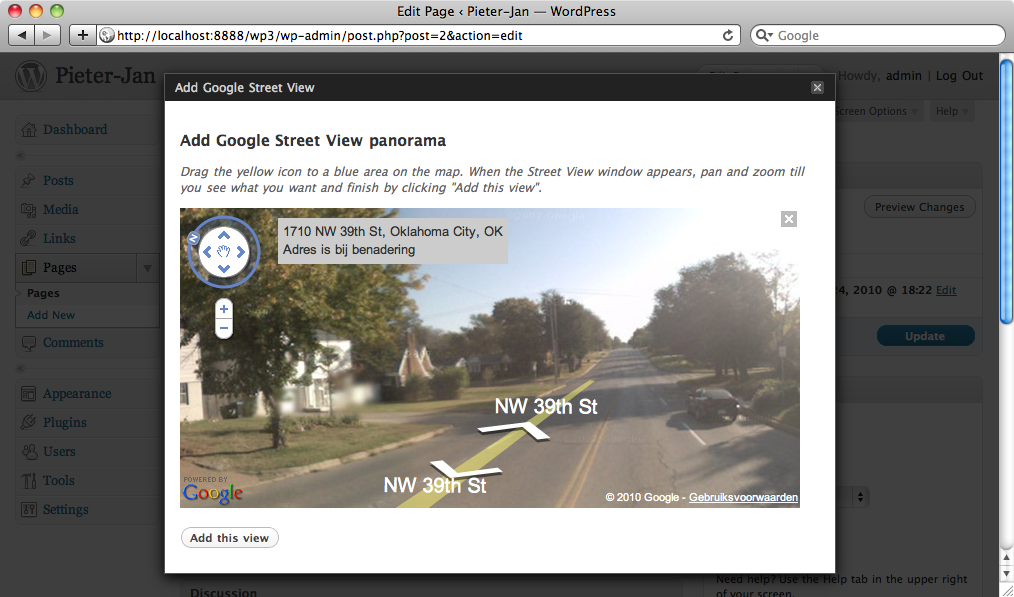 Edit Page ‹ Pieter-Jan — WordPress
http://localhost:8888/wp3/wp-admin/post.php?post=2&action=edit
Google
Pieter-Jan
Howdy, admin | Log Out
Screen Options
Help
Dashboard
Posts
Media
Links
Pages
Pages
Add New
Comments
Appearance
Plugins
Users
Tools
Settings
Add Google Street View
Add Google Street View panorama
Drag the yellow icon to a blue area on the map. When the Street View window appears, pan and zoom till
you see what you want and finish by clicking "Add this view".
N
1710 NW 39th St, Oklahoma City, OK
Adres is bij benadering
NW 39th St
NW 39th St
POWERED BY
Google
© 2010 Google - Gebruiksvoorwaarden
Add this view
Preview Changes
4, 2010 @ 18:22 Edit
Update
Discussion
Need help? Use the Help tab in the upper right
of your screen.